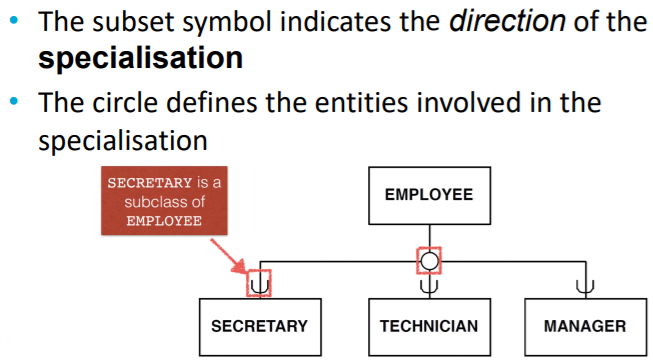 • The subset symbol indicates the direction of the
specialisation
• The circle defines the entities involved in the
specialisation
SECRETARY is a
subclass of
EMPLOYEE
EMPLOYEE
SECRETARY
TECHNICIAN
MANAGER